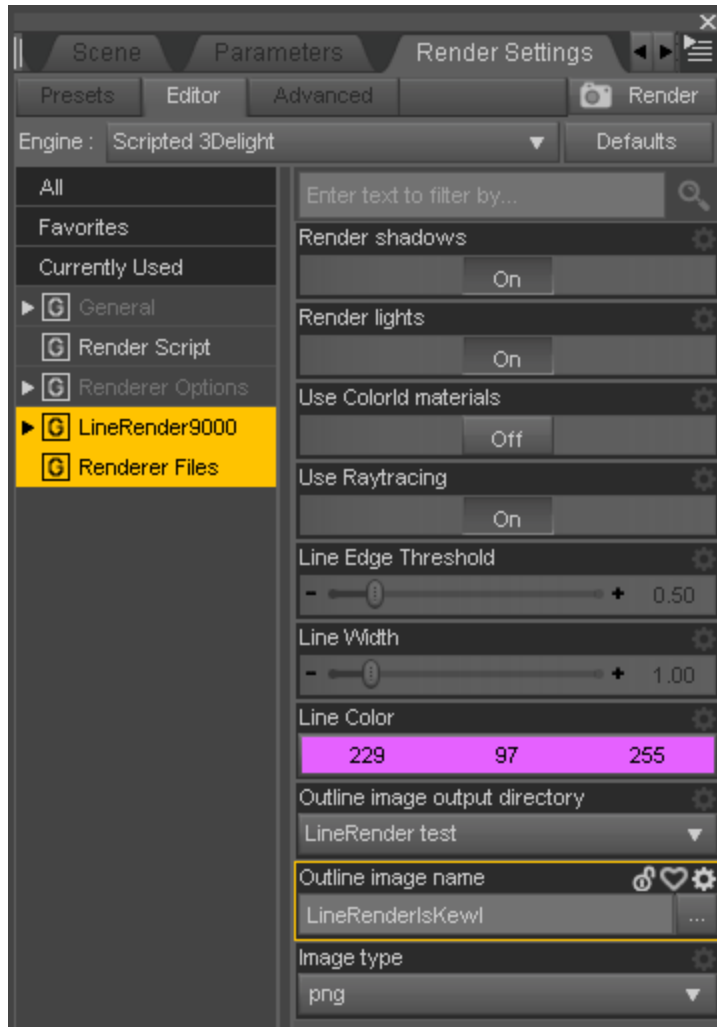 Scene Parameters Render Settings
Presets Editor Advanced Render
Engine : Scripted 3Delight Defaults
All
Favorites
Currently Used
G General
G Render Script
G Renderer Options
G LineRender9000
G Renderer Files
Enter text to filter by...
Render shadows
On
Render lights
On
Use ColorId materials
Off
Use Raytracing
On
Line Edge Threshold
- + 0.50
Line Width
- + 1.00
Line Color
229 97 255
Outline image output directory
LineRender test
Outline image name
LineRenderIsKewl ...
Image type
png